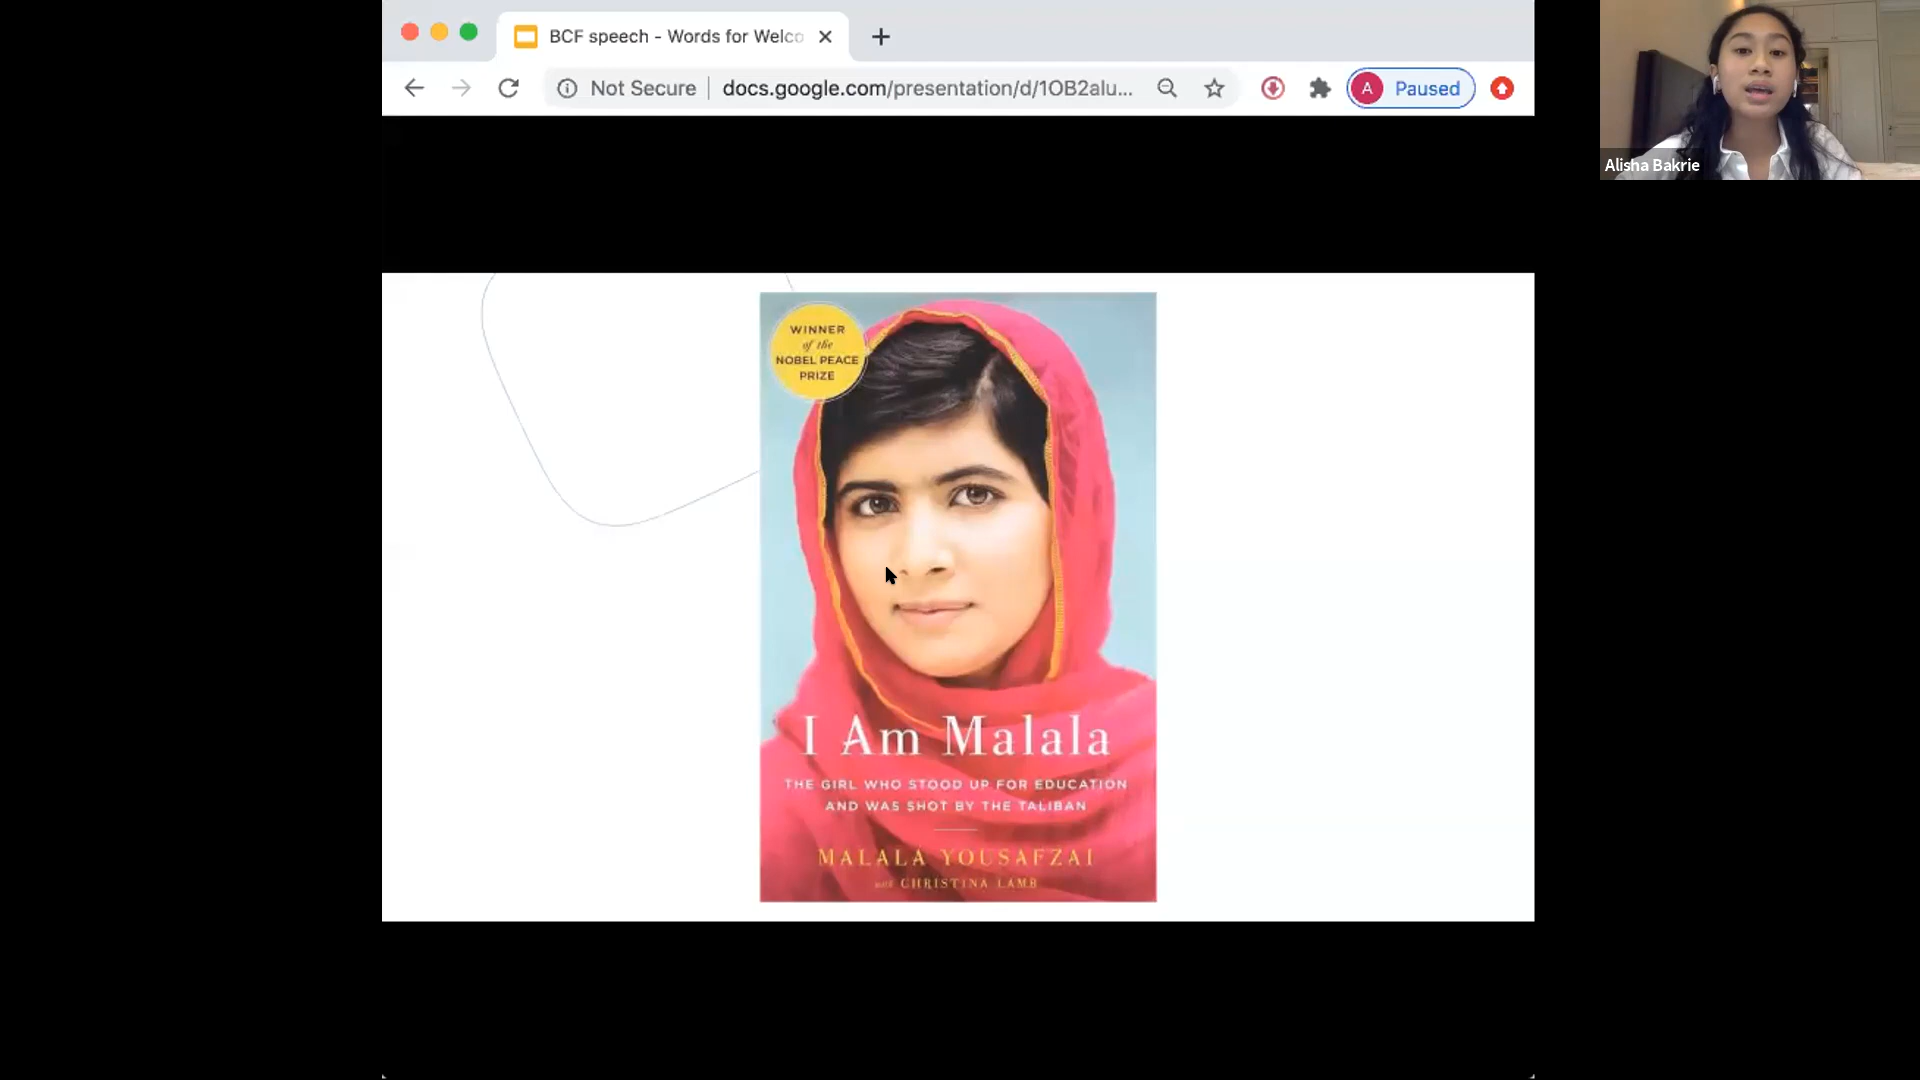 BCF speech - Words for Welco
Not Secure
docs.google.com/presentation/d/1OB2alu...
A
Paused
Alisha Bakrie
WINNER
of the
NOBEL PEACE
PRIZE
I Am Malala
THE GIRL WHO STOOD UP FOR EDUCATION
AND WAS SHOT BY THE TALIBAN
MALALA YOUSAFZAI
with CHRISTINA LAMB